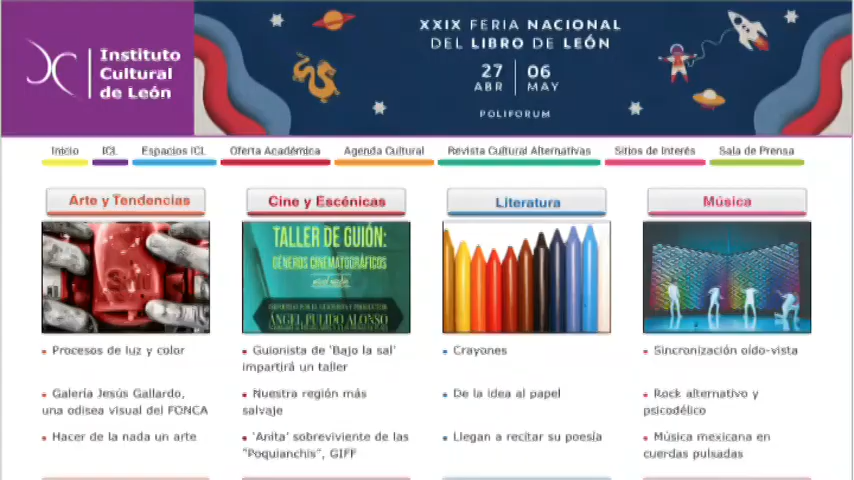 Instituto
Cultural
de León
XXIX FERIA NACIONAL
DEL LIBRO DE LEÓN
27 06
ABR MAY
POLIFORUM
Inicio ICL Espacios ICL Oferta Académica Agenda Cultural Revista Cultural Alternativas Sitios de Interés Sala de Prensa
Arte y Tendencias Cine y Escénicas Literatura Música
TALLER DE GUIÓN:
GÉNEROS CINEMATOGRÁFICOS
ÁNGEL PULIDO ALONSO
Procesos de luz y color
Galería Jesús Gallardo,
una odisea visual del FONCA
Hacer de la nada un arte
Guionista de 'Bajo la sal'
impartirá un taller
Nuestra región más
salvaje
'Anita' sobreviviente de las
"Poquianchis", GIFF
Crayones
De la idea al papel
Llegan a recitar su poesía
Sincronización oído-vista
Rock alternativo y
psicodélico
Música mexicana en
cuerdas pulsadas